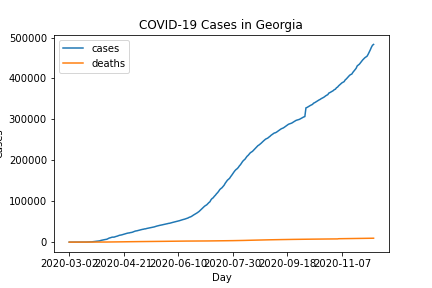 COVID-19 Cases in Georgia
500000
400000
300000
200000
100000
0
cases
deaths
Cases
2020-03-02 2020-04-21 2020-06-10 2020-07-30 2020-09-18 2020-11-07
Day